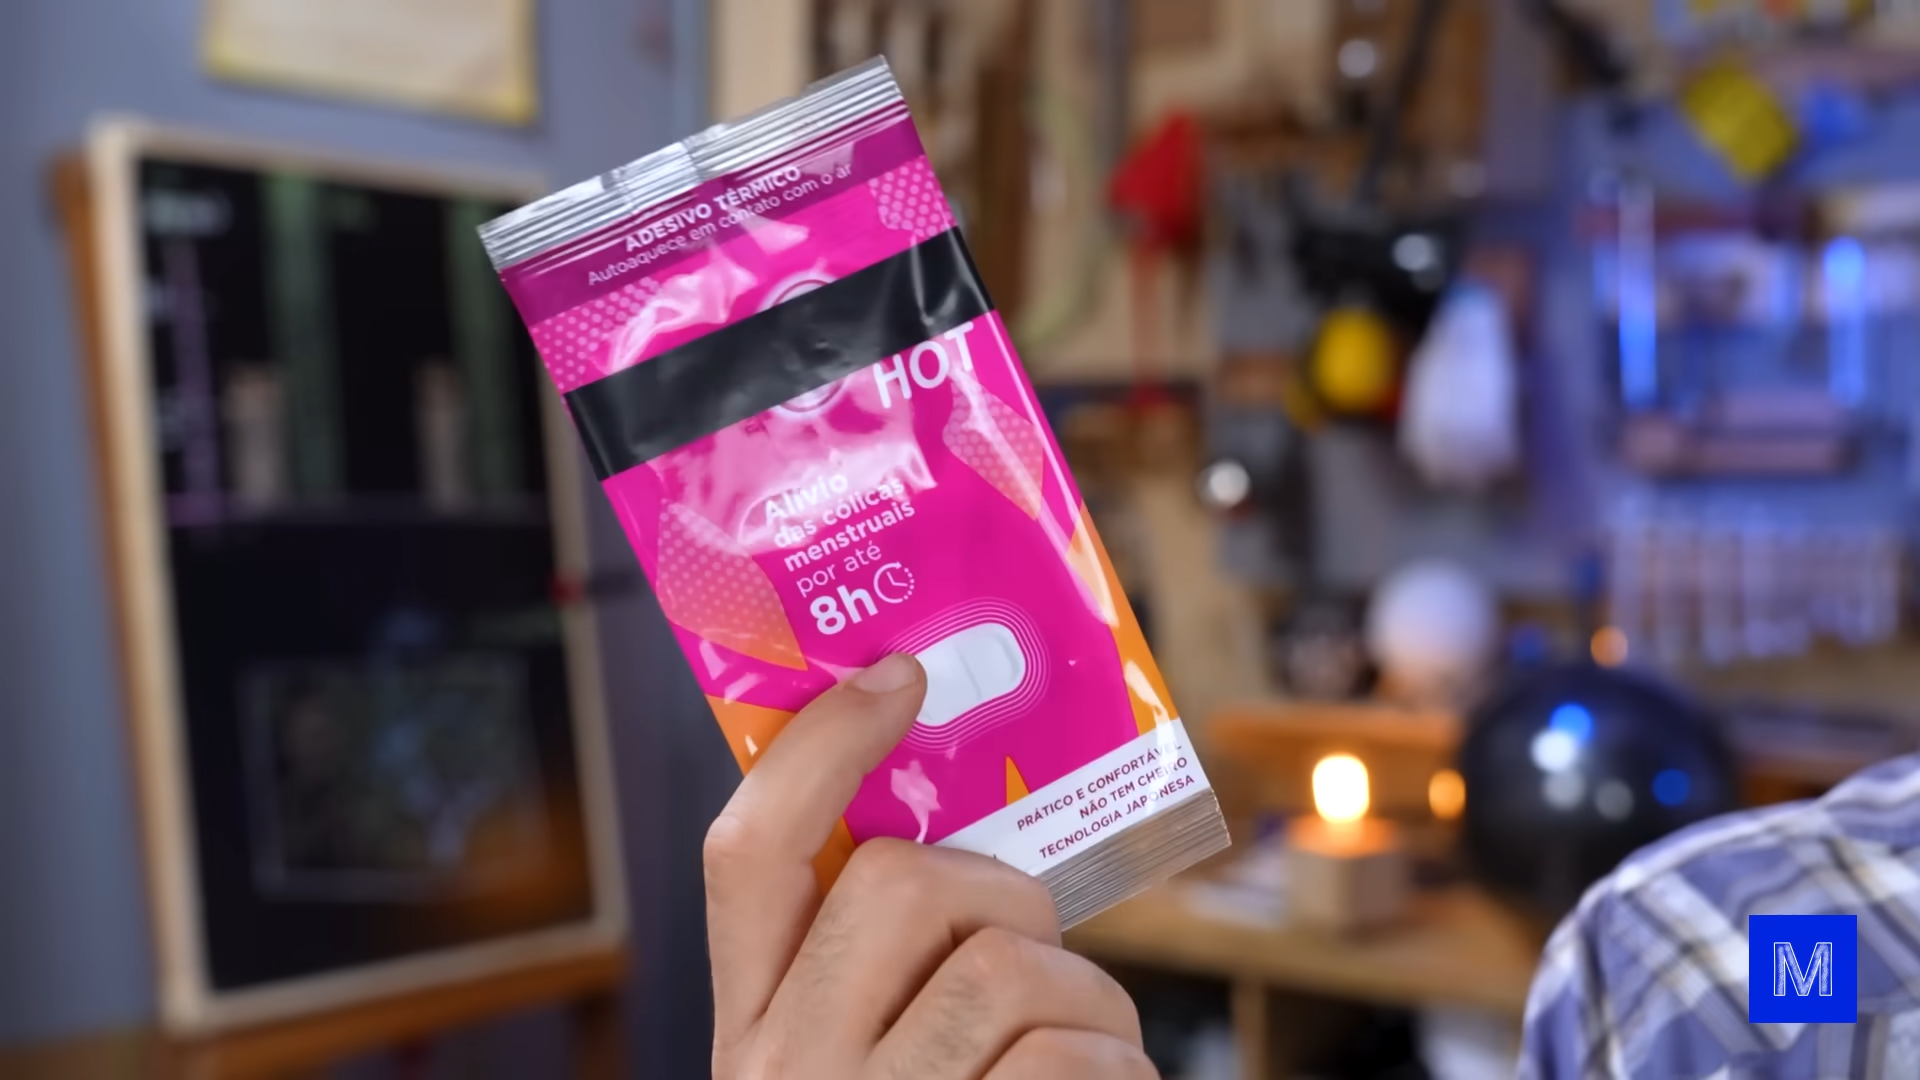 ADESIVO TÉRMICO
Autoaquece em contato com o ar
HOT
Alívio
das cólicas
menstruais
por até
8h
PRÁTICO E CONFORTÁVEL
NÃO TEM CHEIRO
TECNOLOGIA JAPONESA
M